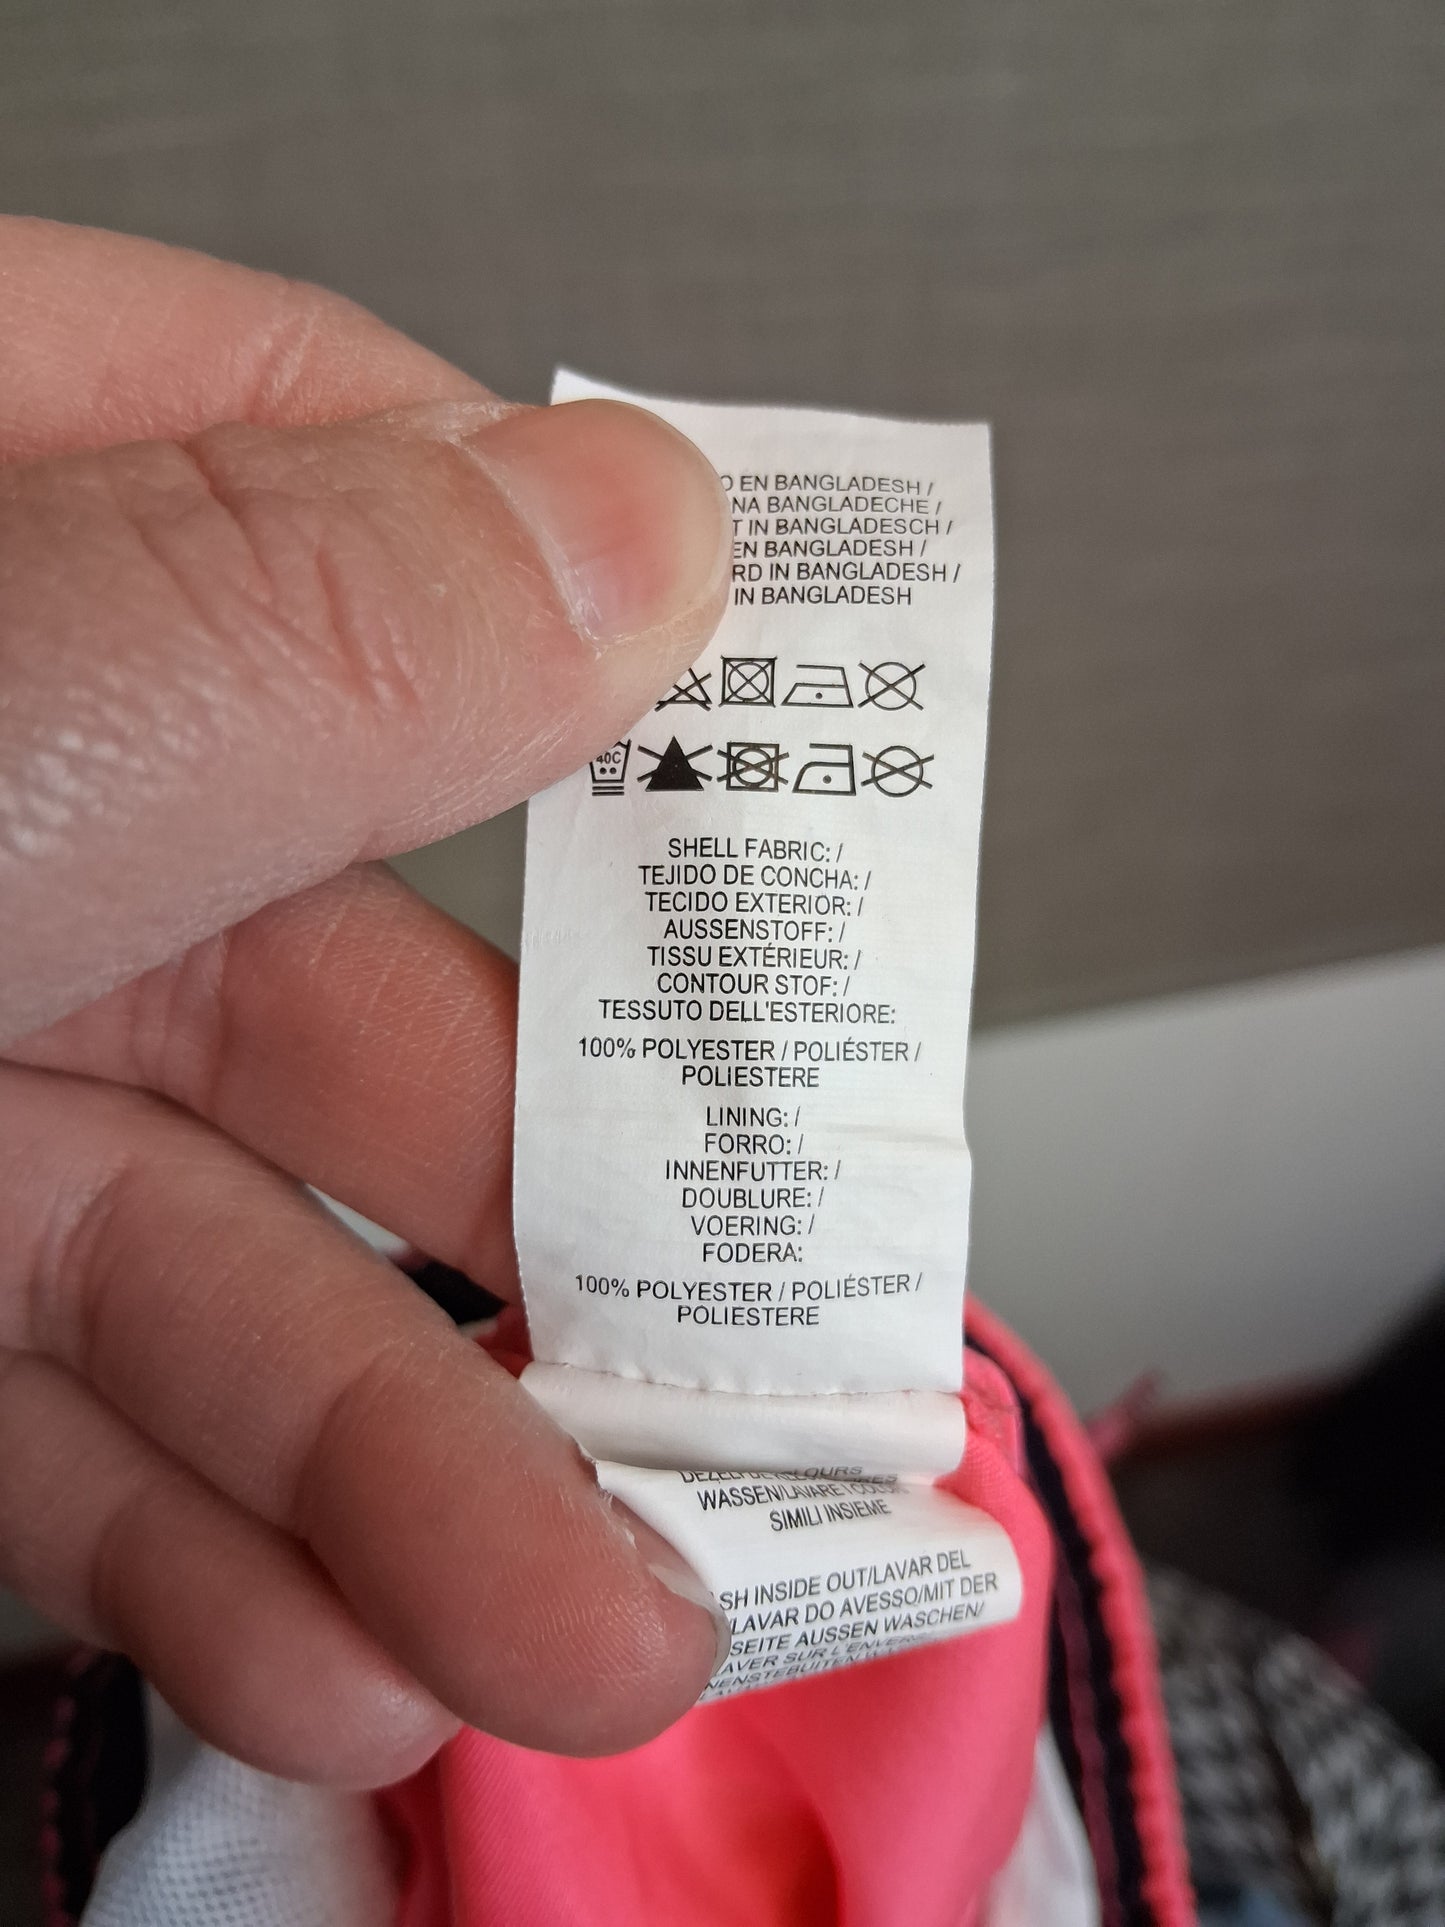 EN BANGLADESH /
NA BANGLADECHE /
T IN BANGLADESCH /
EN BANGLADESH /
RD IN BANGLADESH /
IN BANGLADESH
40C
SHELL FABRIC: /
TEJIDO DE CONCHA: /
TECIDO EXTERIOR: /
AUSSENSTOFF: /
TISSU EXTÉRIEUR: /
CONTOUR STOF: /
TESSUTO DELL'ESTERIORE:
100% POLYESTER / POLIÉSTER /
POLIESTERE
LINING: /
FORRO: /
INNENFUTTER: /
DOUBLURE: /
VOERING: /
FODERA:
100% POLYESTER / POLIÉSTER /
POLIESTERE
WASSEN/LAVARE I COLORI
SIMILI INSIEME
SH INSIDE OUT/LAVAR DEL
/LAVAR DO AVESSO/MIT DER
SEITE AUSSEN WASCHEN/
AVER SUR L'ENVERS